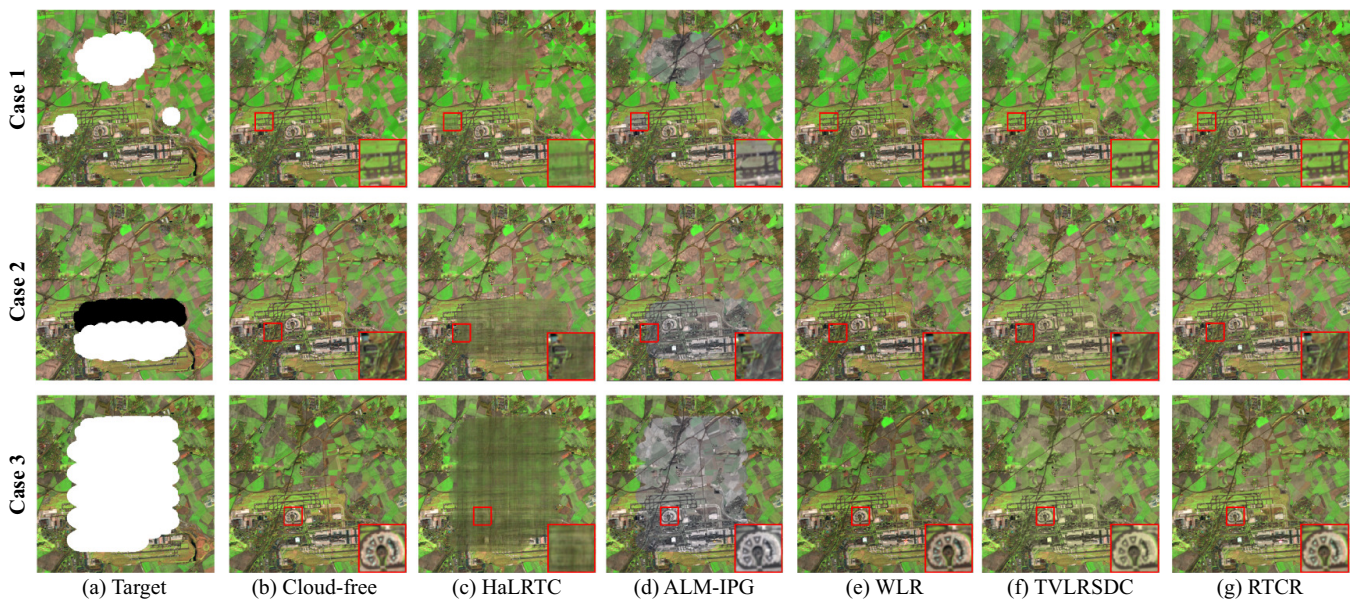 Case 1
Case 2
Case 3
(a) Target (b) Cloud-free (c) HaLRTC (d) ALM-IPG (e) WLR (f) TVLRSDC (g) RTCR